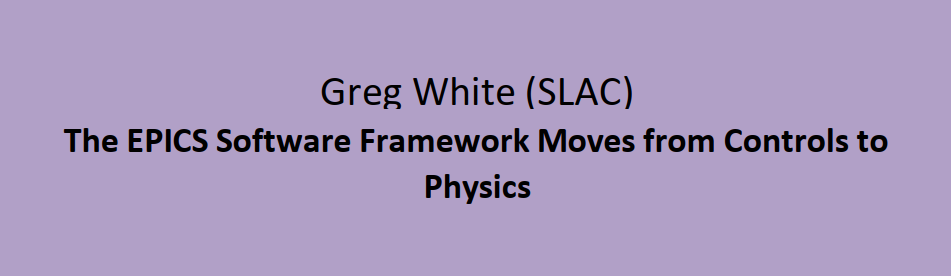 Greg White (SLAC)
The EPICS Software Framework Moves from Controls to
Physics